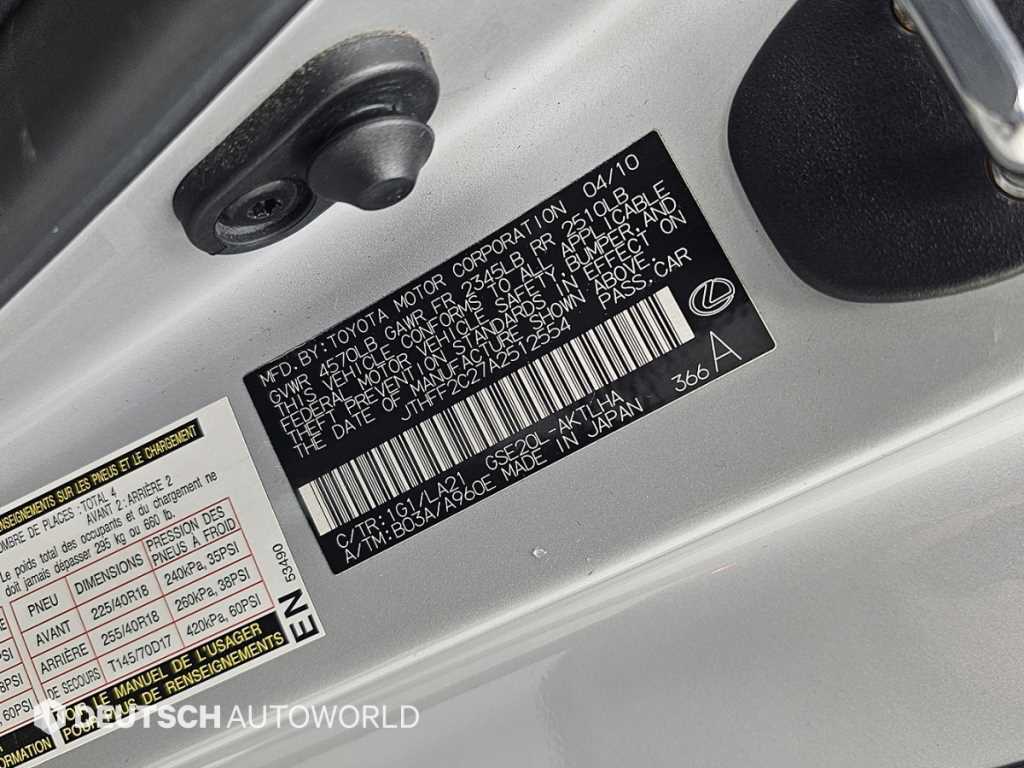 MFD. BY: TOYOTA MOTOR CORPORATION 04/10
GVWR 4570LB GAWR FR 2345LB RR 2510LB
THIS VEHICLE CONFORMS TO ALL APPLICABLE
FEDERAL MOTOR VEHICLE SAFETY, BUMPER, AND
THEFT PREVENTION STANDARDS IN EFFECT ON
THE DATE OF MANUFACTURE SHOWN ABOVE.
JTHFF2C27A2512554 PASS. CAR
C/TR: 1G1/LA21 GSE20L-AKTLHA 366 A
A/TM: B03A/A960E MADE IN JAPAN
RENSEIGNEMENTS SUR LES PNEUS ET LE CHARGEMENT
NOMBRE DE PLACES : TOTAL 4
AVANT 2 : ARRIÈRE 2
Le poids total des occupants et du chargement ne
doit jamais dépasser 295 kg ou 660 lb.
PNEU DIMENSIONS PRESSION DES PNEUS À FROID
AVANT 225/40R18 240kPa, 35PSI
ARRIÈRE 255/40R18 260kPa, 38PSI
DE SECOURS T145/70D17 420kPa, 60PSI
LE MANUEL DE L'USAGER
POUR PLUS DE RENSEIGNEMENTS
53490
EN
60PSI
DEUTSCH AUTOWORLD